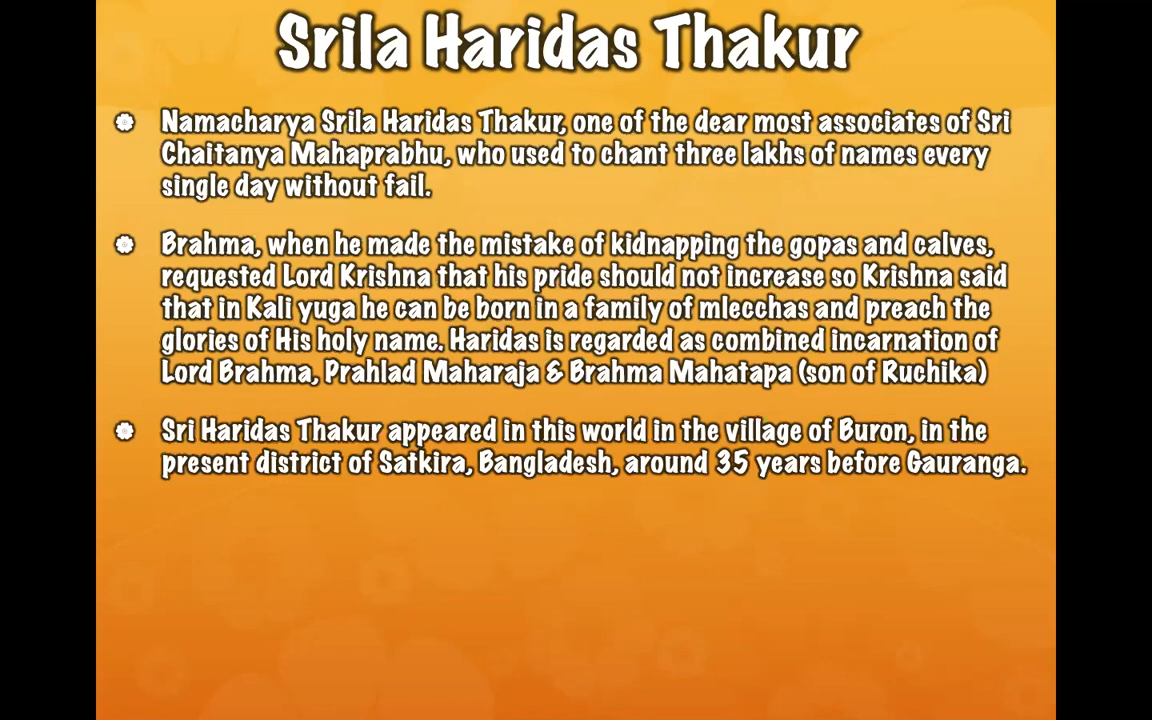 Srila Haridas Thakur
Namacharya Srila Haridas Thakur, one of the dear most associates of Sri
Chaitanya Mahaprabhu, who used to chant three lakhs of names every
single day without fail.
Brahma, when he made the mistake of kidnapping the gopas and calves,
requested Lord Krishna that his pride should not increase so Krishna said
that in Kali yuga he can be born in a family of mlecchas and preach the
glories of His holy name. Haridas is regarded as combined incarnation of
Lord Brahma, Prahlad Maharaja & Brahma Mahatapa (son of Ruchika)
Sri Haridas Thakur appeared in this world in the village of Buron, in the
present district of Satkira, Bangladesh, around 35 years before Gauranga.